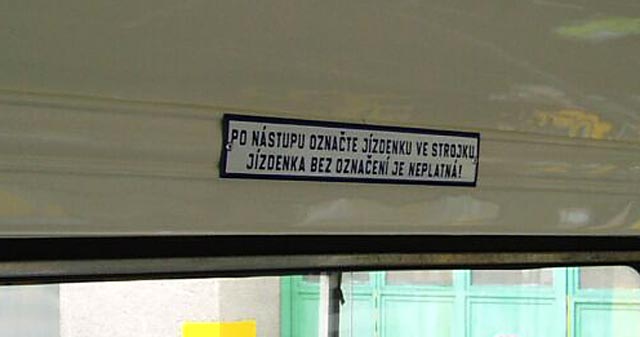 PO NÁSTUPU OZNAČTE JÍZDENKU VE STROJKU,
JÍZDENKA BEZ OZNAČENÍ JE NEPLATNÁ!